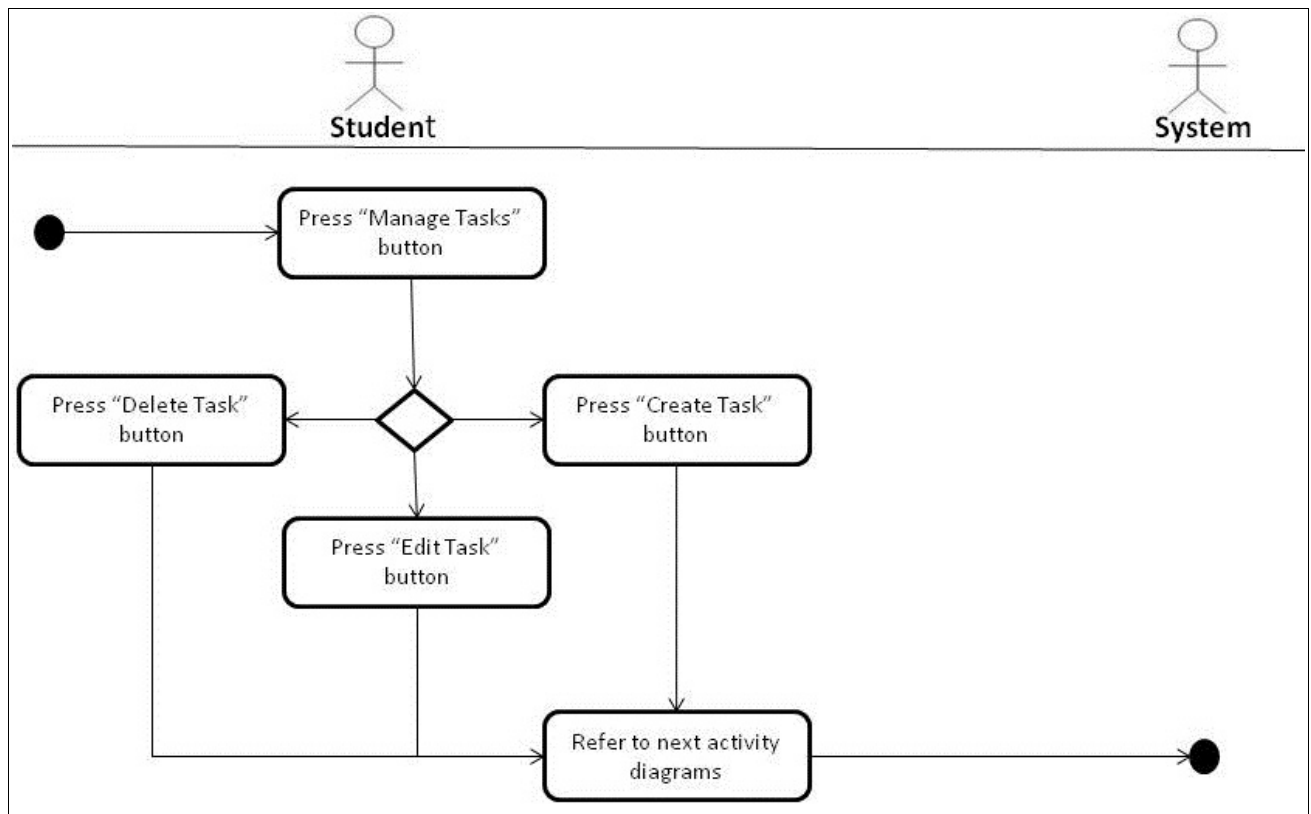 Student
System
Press “Manage Tasks”
button
Press “Delete Task”
button
Press “Create Task”
button
Press “Edit Task”
button
Refer to next activity
diagrams